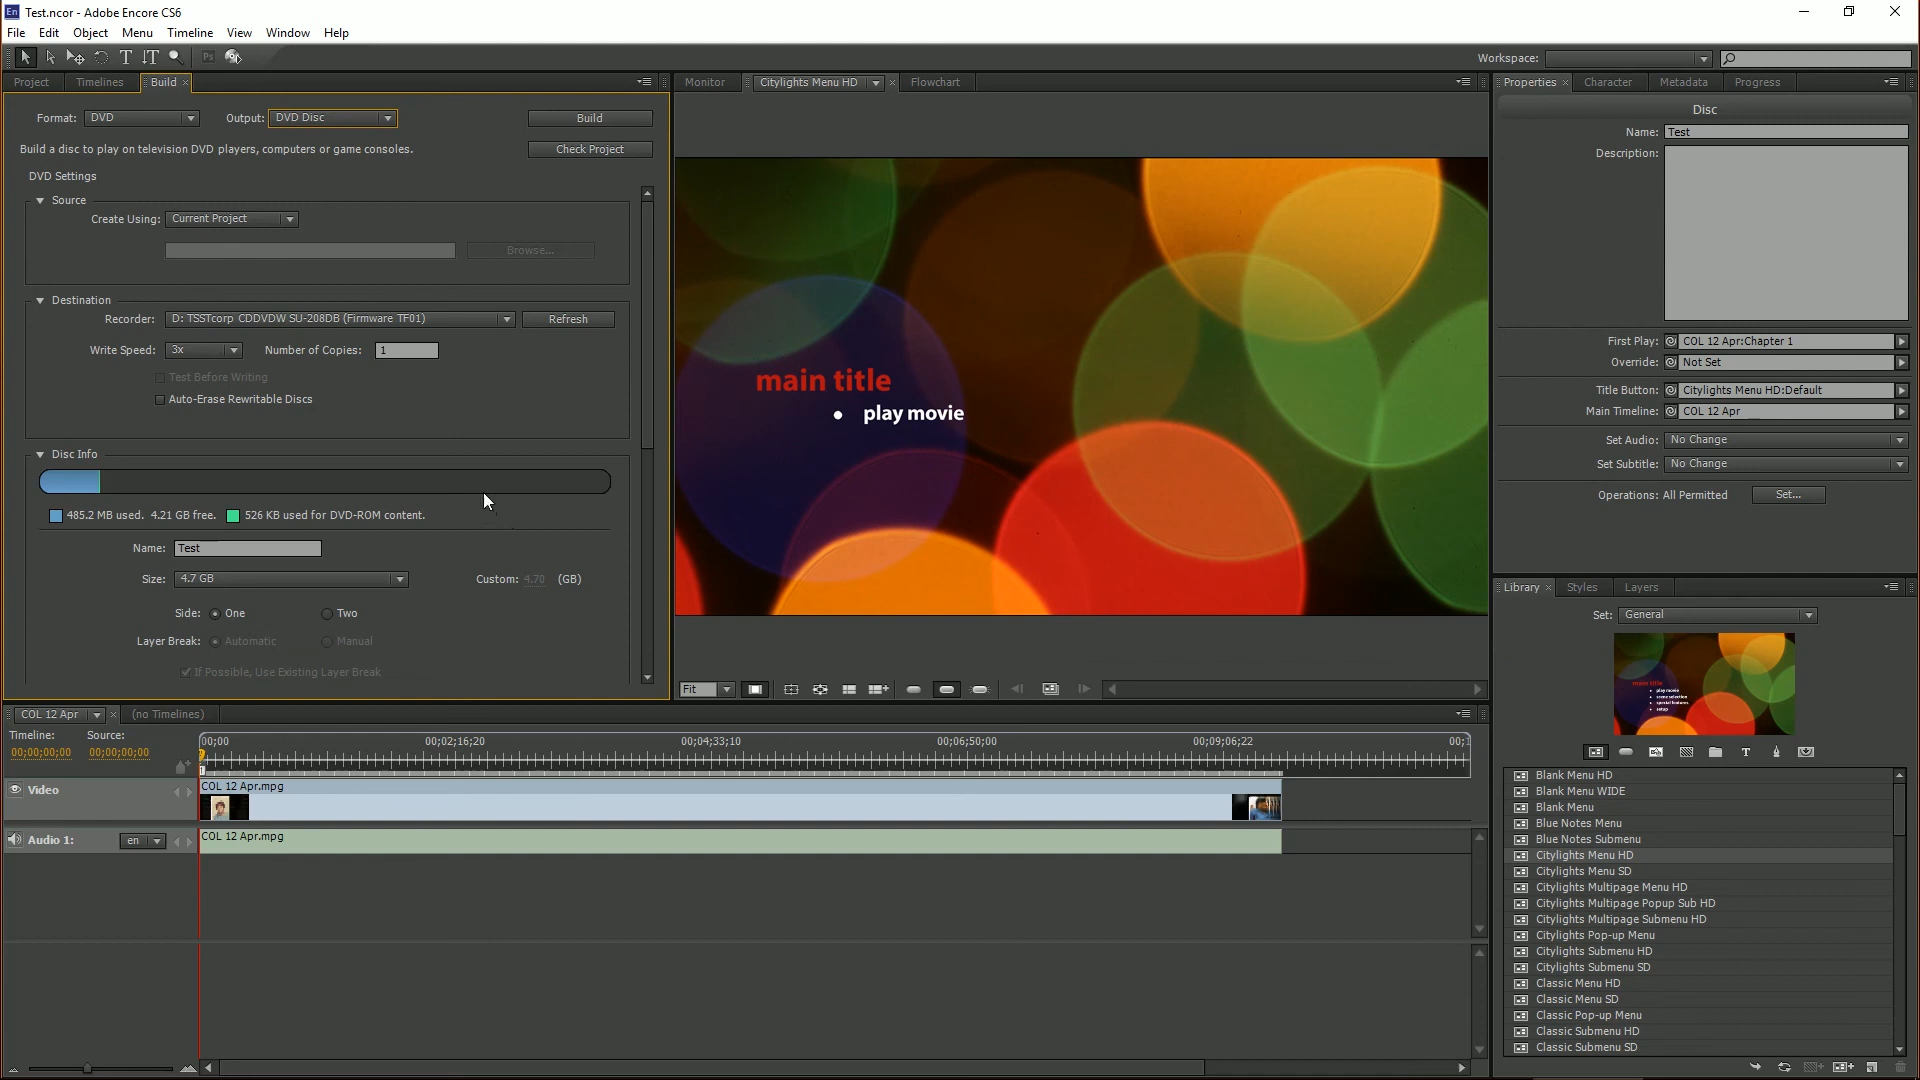 En Test.ncor - Adobe Encore CS6
File Edit Object Menu Timeline View Window Help
T T Ps Workspace:
Project Timelines Build ×
Format: DVD Output: DVD Disc Build
Build a disc to play on television DVD players, computers or game consoles. Check Project
DVD Settings
Source
Create Using: Current Project
Browse...
Destination
Recorder: D: TSSTcorp CDDVDW SU-208DB (Firmware TF01) Refresh
Write Speed: 3x Number of Copies: 1
Test Before Writing
Auto-Erase Rewritable Discs
Disc Info
485.2 MB used. 4.21 GB free. 526 KB used for DVD-ROM content.
Name: Test
Size: 4.7 GB Custom: 4.70 (GB)
Side: One Two
Layer Break: Automatic Manual
If Possible, Use Existing Layer Break
Monitor Citylights Menu HD × Flowchart
main title
• play movie
Fit
Properties × Character Metadata Progress
Disc
Name: Test
Description:
First Play: COL 12 Apr:Chapter 1
Override: Not Set
Title Button: Citylights Menu HD:Default
Main Timeline: COL 12 Apr
Set Audio: No Change
Set Subtitle: No Change
Operations: All Permitted Set...
Library × Styles Layers
Set: General
main title
play movie
scene selection
special features
setup
T
Blank Menu HD
Blank Menu WIDE
Blank Menu
Blue Notes Menu
Blue Notes Submenu
Citylights Menu HD
Citylights Menu SD
Citylights Multipage Menu HD
Citylights Multipage Popup Sub HD
Citylights Multipage Submenu HD
Citylights Pop-up Menu
Citylights Submenu HD
Citylights Submenu SD
Classic Menu HD
Classic Menu SD
Classic Pop-up Menu
Classic Submenu HD
Classic Submenu SD
COL 12 Apr × (no Timelines)
Timeline: Source:
00;00;00;00 00;00;00;00
00;00 00;02;16;20 00;04;33;10 00;06;50;00 00;09;06;22 00;1
Video COL 12 Apr.mpg
Audio 1: en COL 12 Apr.mpg